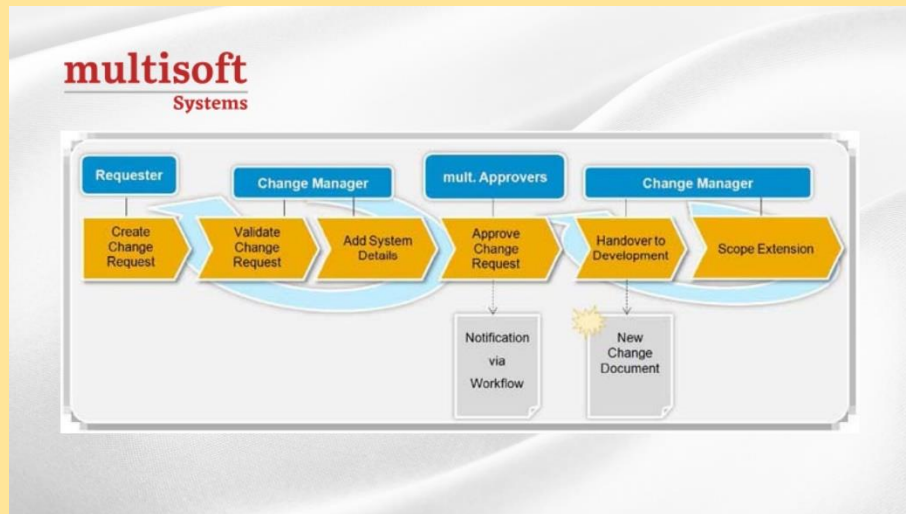 multisoft
Systems
Requester
Change Manager
mult. Approvers
Change Manager
Create
Change
Request
Validate
Change
Request
Add System
Details
Approve
Change
Request
Handover to
Development
Scope Extension
Notification
via
Workflow
New
Change
Document